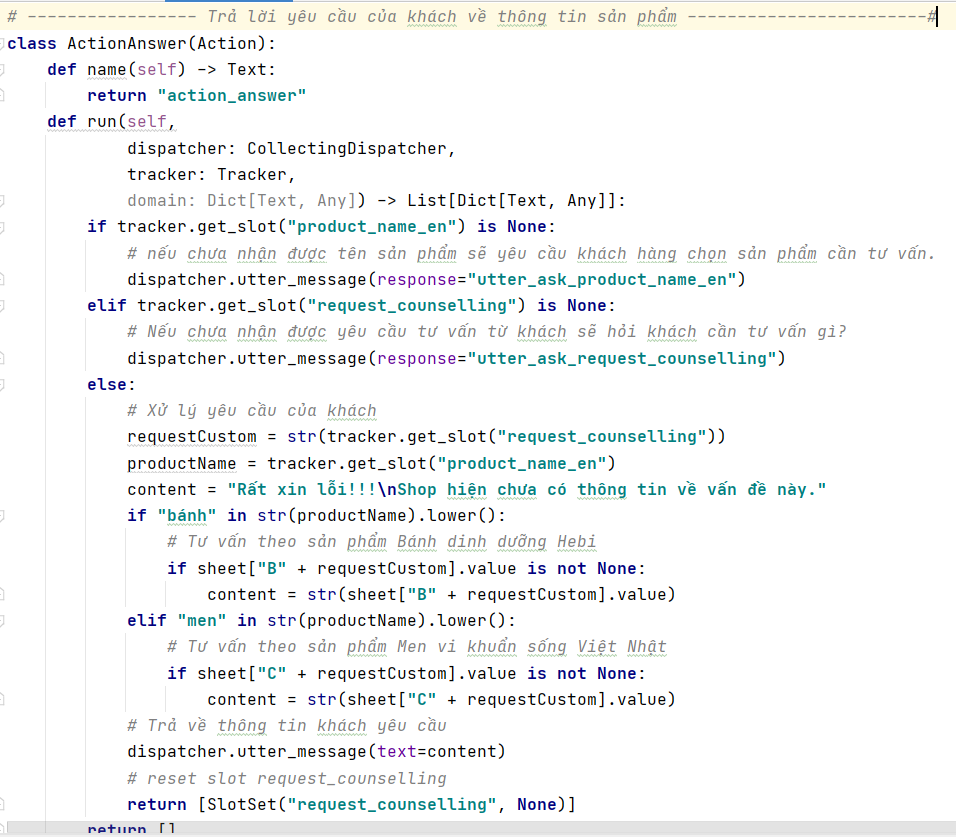 # ----------------- Trả lời yêu cầu của khách về thông tin sản phẩm ------------------------#
class ActionAnswer(Action):
    def name(self) -> Text:
        return "action_answer"
    def run(self,
            dispatcher: CollectingDispatcher,
            tracker: Tracker,
            domain: Dict[Text, Any]) -> List[Dict[Text, Any]]:
        if tracker.get_slot("product_name_en") is None:
            # nếu chưa nhận được tên sản phẩm sẽ yêu cầu khách hàng chọn sản phẩm cần tư vấn.
            dispatcher.utter_message(response="utter_ask_product_name_en")
        elif tracker.get_slot("request_counselling") is None:
            # Nếu chưa nhận được yêu cầu tư vấn từ khách sẽ hỏi khách cần tư vấn gì?
            dispatcher.utter_message(response="utter_ask_request_counselling")
        else:
            # Xử lý yêu cầu của khách
            requestCustom = str(tracker.get_slot("request_counselling"))
            productName = tracker.get_slot("product_name_en")
            content = "Rất xin lỗi!!!\nShop hiện chưa có thông tin về vấn đề này."
            if "bánh" in str(productName).lower():
                # Tư vấn theo sản phẩm Bánh dinh dưỡng Hebi
                if sheet["B" + requestCustom].value is not None:
                    content = str(sheet["B" + requestCustom].value)
            elif "men" in str(productName).lower():
                # Tư vấn theo sản phẩm Men vi khuẩn sống Việt Nhật
                if sheet["C" + requestCustom].value is not None:
                    content = str(sheet["C" + requestCustom].value)
            # Trả về thông tin khách yêu cầu
            dispatcher.utter_message(text=content)
            # reset slot request_counselling
            return [SlotSet("request_counselling", None)]
        return []